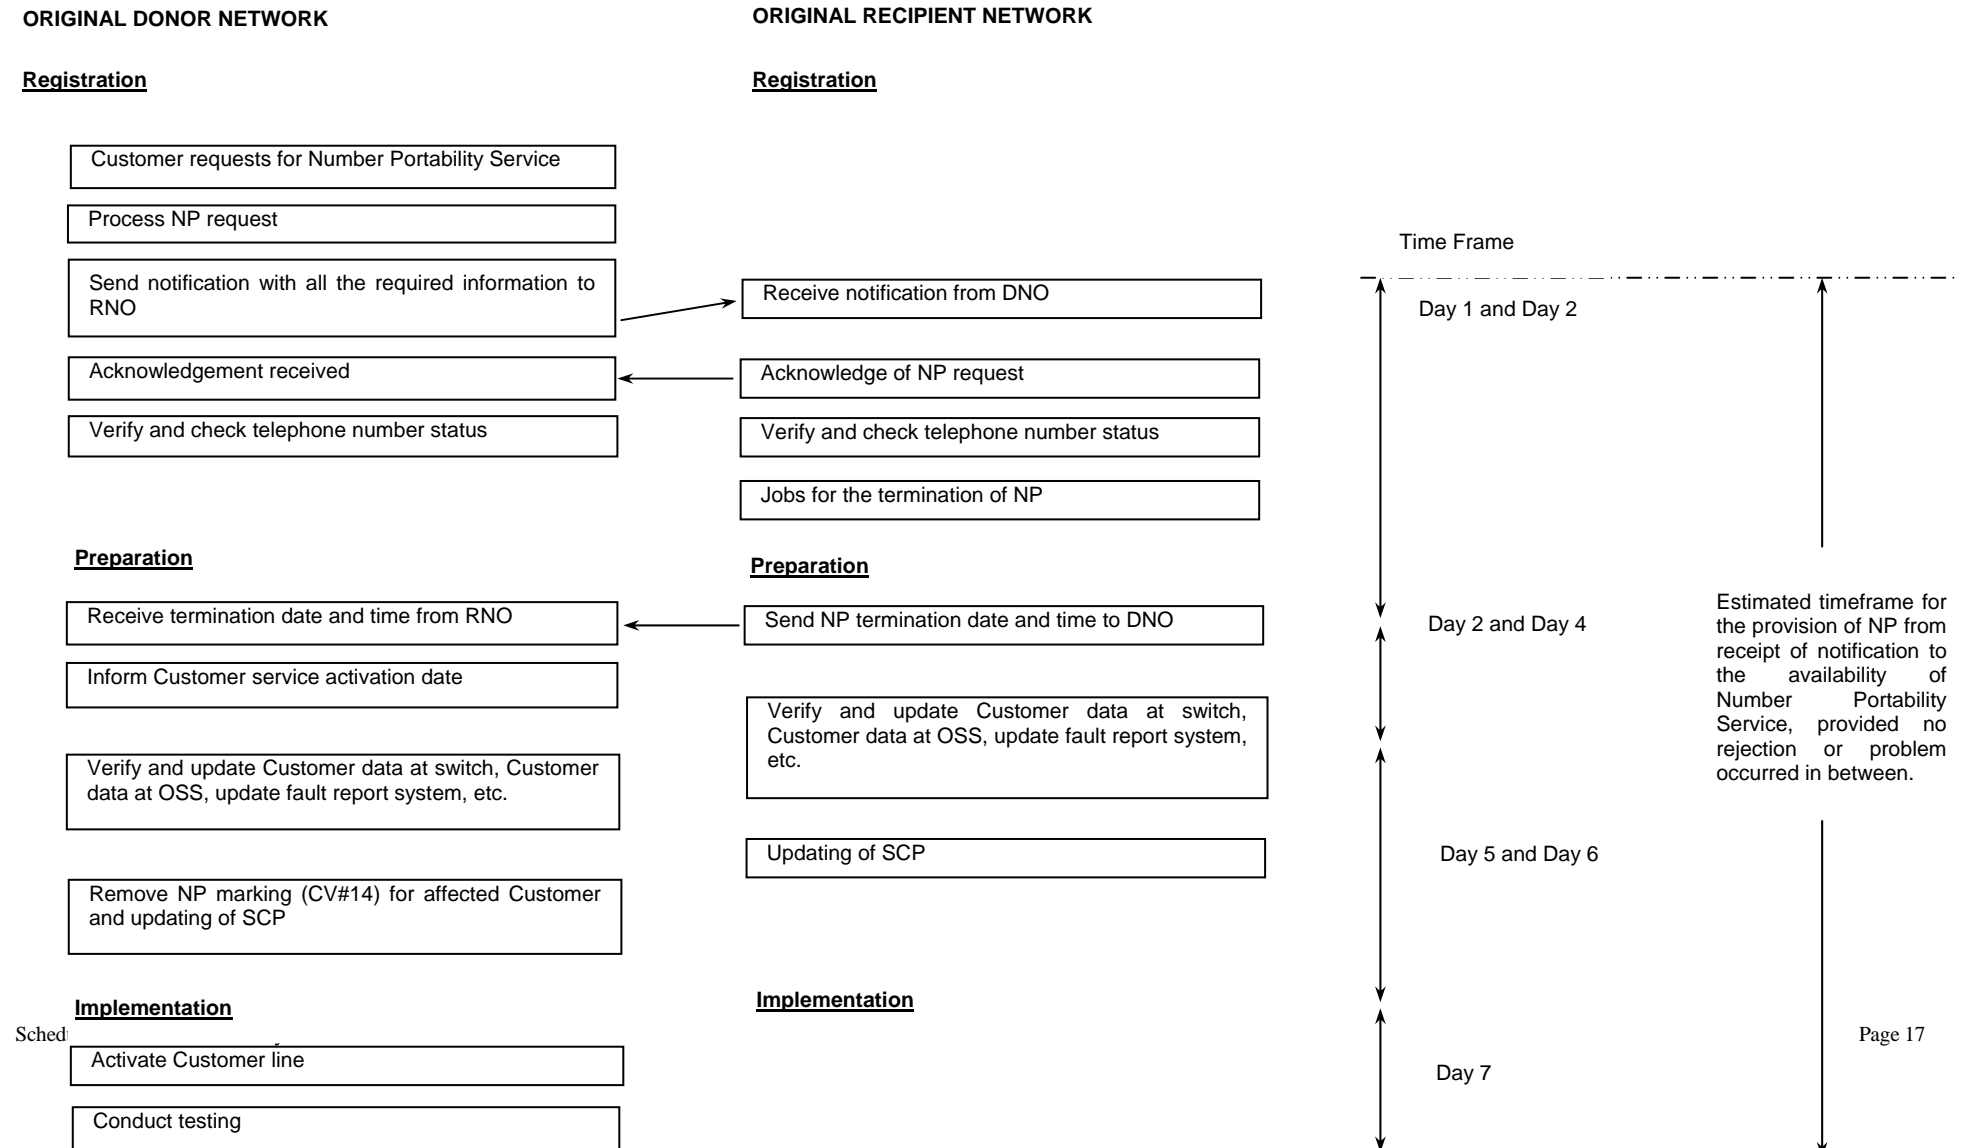 ORIGINAL DONOR NETWORK
ORIGINAL RECIPIENT NETWORK
Registration
Registration
Customer requests for Number Portability Service
Process NP request
Time Frame
Send notification with all the required information to
RNO
Receive notification from DNO
Day 1 and Day 2
Acknowledgement received
Acknowledge of NP request
Verify and check telephone number status
Verify and check telephone number status
Jobs for the termination of NP
Preparation
Preparation
Receive termination date and time from RNO
Send NP termination date and time to DNO
Day 2 and Day 4
Estimated timeframe for
the provision of NP from
receipt of notification to
the availability of
Number Portability
Service, provided no
rejection or problem
occurred in between.
Inform Customer service activation date
Verify and update Customer data at switch,
Customer data at OSS, update fault report system,
etc.
Verify and update Customer data at switch, Customer
data at OSS, update fault report system, etc.
Updating of SCP
Day 5 and Day 6
Remove NP marking (CV#14) for affected Customer
and updating of SCP
Implementation
Implementation
Page 17
Activate Customer line
Day 7
Conduct testing